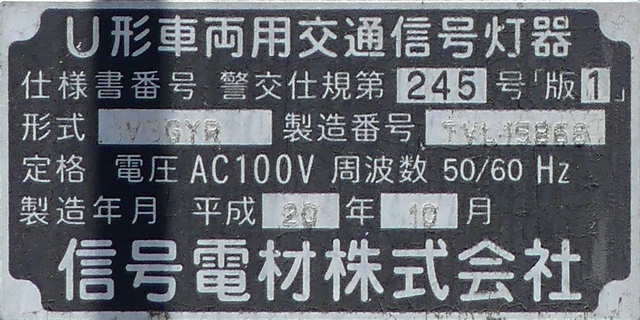 U形車両用交通信号灯器
仕様書番号 警交仕規第 245 号「版1」
形式 製造番号
定格 電圧 AC100V 周波数 50/60 Hz
製造年月 平成 20 年 10 月
信号電材株式会社